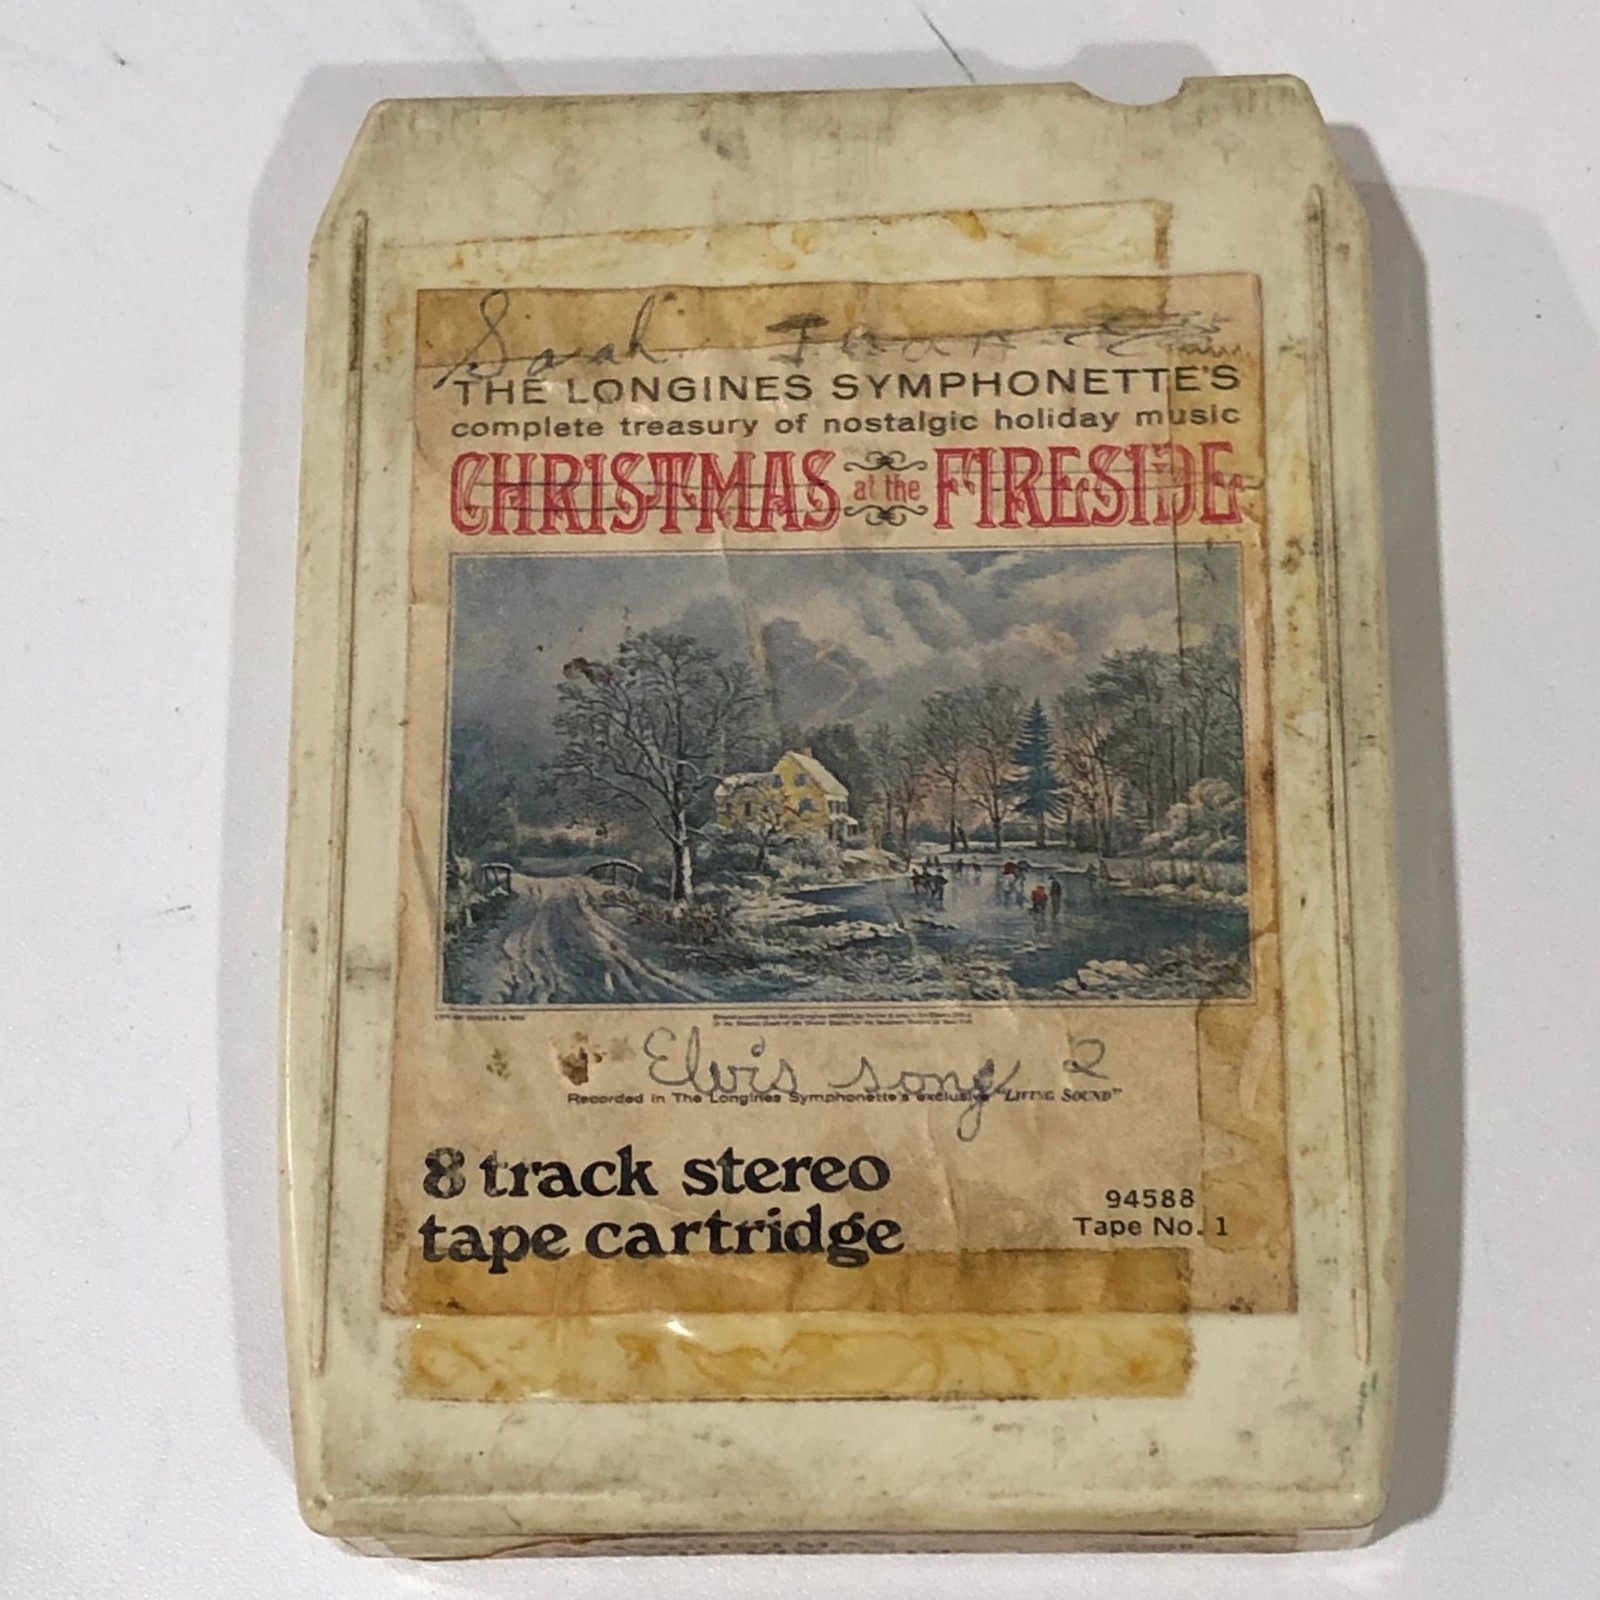 Sarah
THE LONGINES SYMPHONETTE'S
complete treasury of nostalgic holiday music
CHRISTMAS at the FIRESIDE
Elvis song 2
Recorded in The Longines Symphonette's exclusive "LIVING SOUND"
8 track stereo
tape cartridge
94588
Tape No. 1